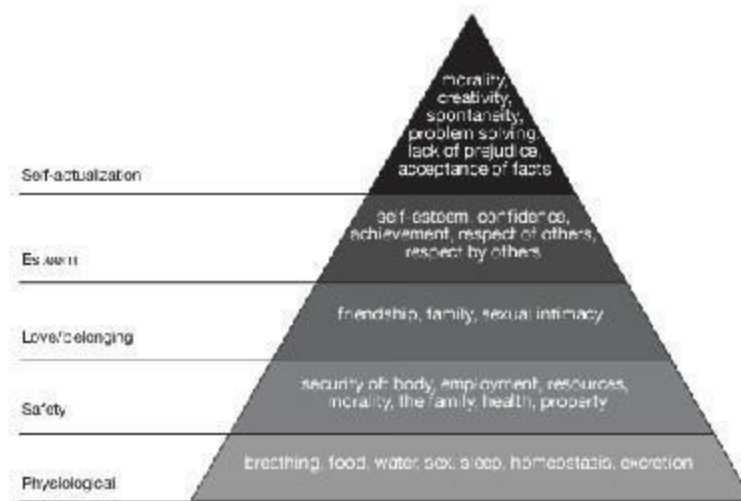 morality,
creativity,
spontaneity,
problem solving,
lack of prejudice,
acceptance of facts
Self-actualization
self-esteem, confidence,
achievement, respect of others,
respect by others
Esteem
friendship, family, sexual intimacy
Love/belonging
security of: body, employment, resources,
morality, the family, health, property
Safety
breathing, food, water, sex, sleep, homeostasis, excretion
Physiological